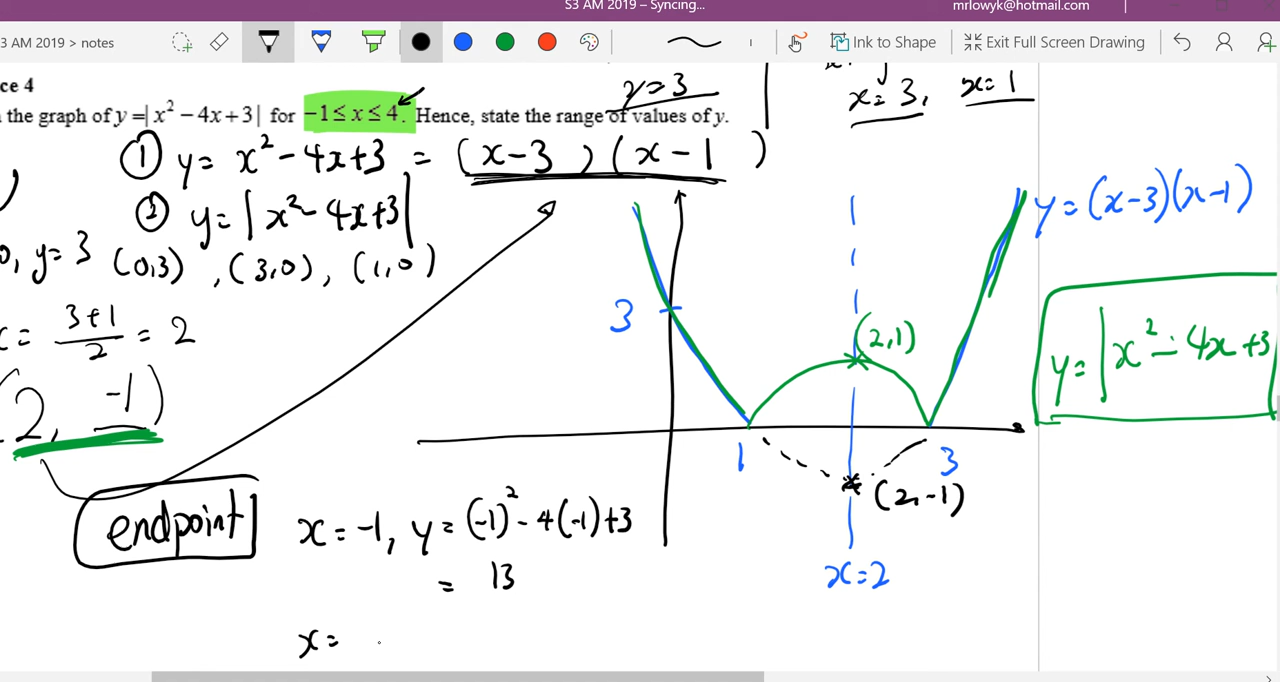 S3 AM 2019 – Syncing...
mrlowyk@hotmail.com
3 AM 2019 > notes
Ink to Shape
Exit Full Screen Drawing
ce 4
the graph of y =| x² − 4x + 3 | for −1 ≤ x ≤ 4. Hence, state the range of values of y.
y=3
x=3, x=1
① y= x²-4x+3 = (x-3)(x-1)
② y=|x²-4x+3|
0, y=3 (0,3), (3,0), (1,0)
x= 3+1/2 = 2
(2, -1)
y=(x-3)(x-1)
3
(2,1)
y=|x²-4x+3
1
3
(2,-1)
x=2
endpoint
x=-1, y=(-1)²-4(-1)+3
= 13
x=